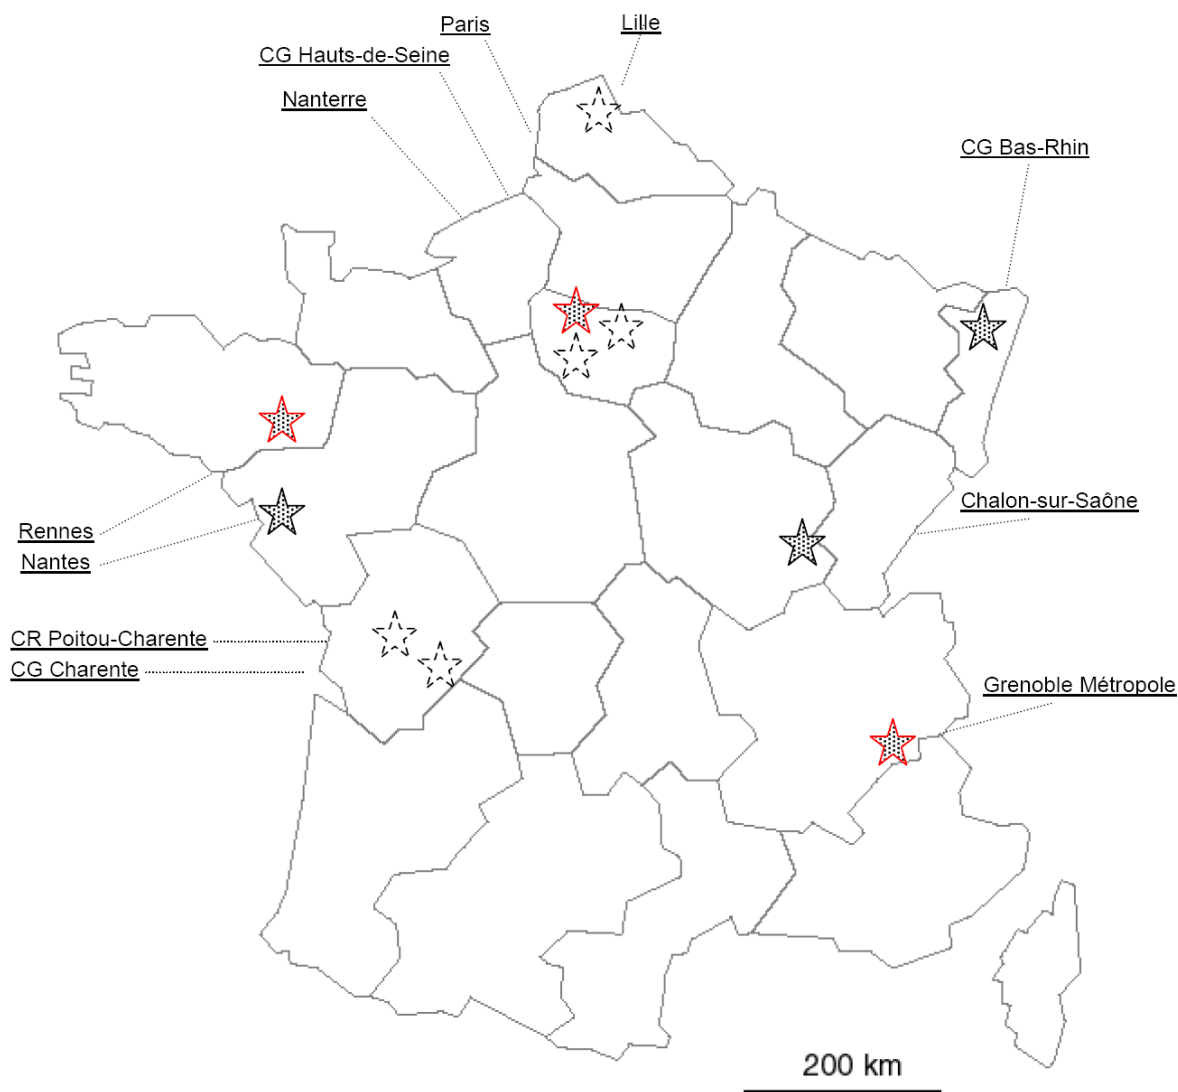 Lille
Paris
CG Hauts-de-Seine
Nanterre
CG Bas-Rhin
Chalon-sur-Saône
Rennes
Nantes
CR Poitou-Charente
CG Charente
Grenoble Métropole
200 km